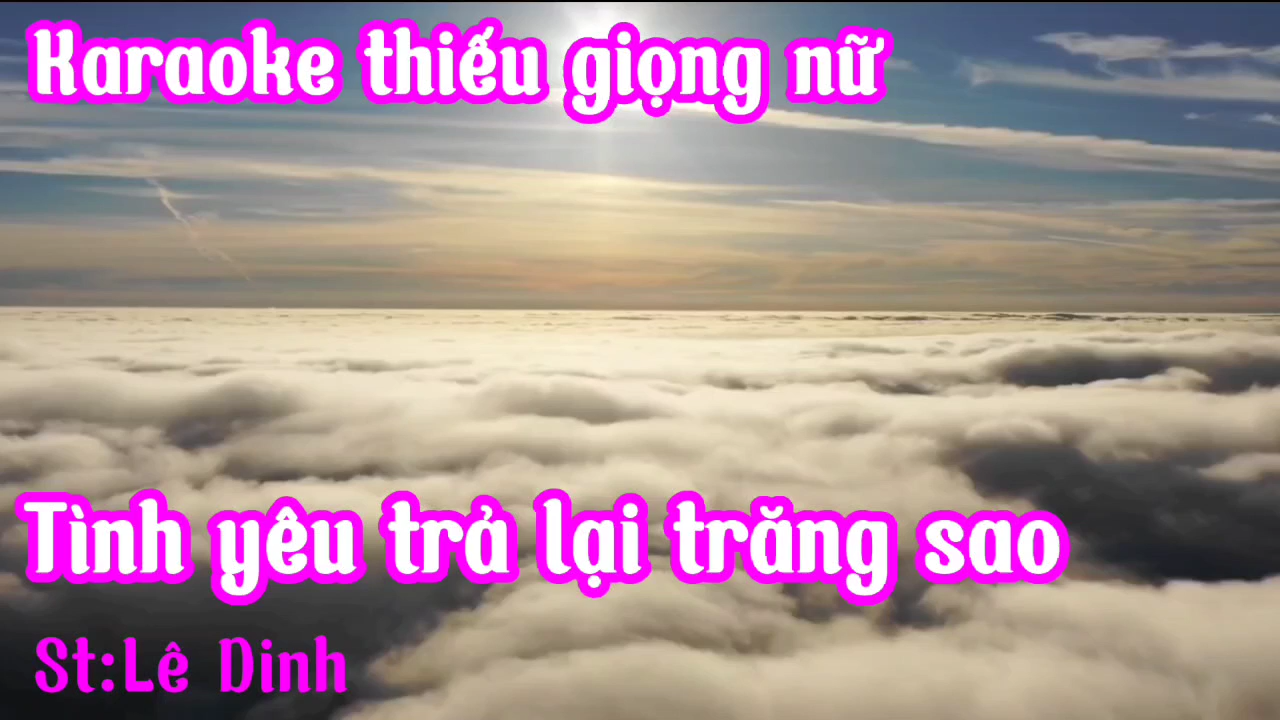 Karaoke thiếu giọng nữ
Tình yêu trả lại trăng sao
St:Lê Dinh